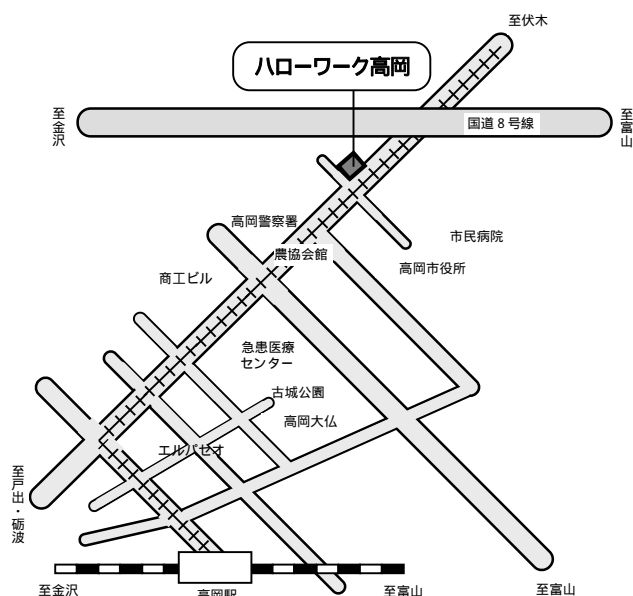 至伏木
ハローワーク高岡
至金沢
国道８号線
至富山
高岡警察署
市民病院
農協会館
高岡市役所
商工ビル
急患医療
センター
古城公園
高岡大仏
エルパセオ
至戸出・砺波
至金沢
高岡駅
至富山
至富山